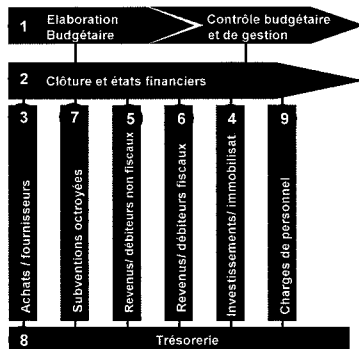 1 Elaboration Budgétaire
Contrôle budgétaire et de gestion
2 Clôture et états financiers
3 Achats / fournisseurs
7 Subventions octroyées
5 Revenus/ débiteurs non fiscaux
6 Revenus/ débiteurs fiscaux
4 Investissements/ immobilisat.
9 Charges de personnel
8 Trésorerie